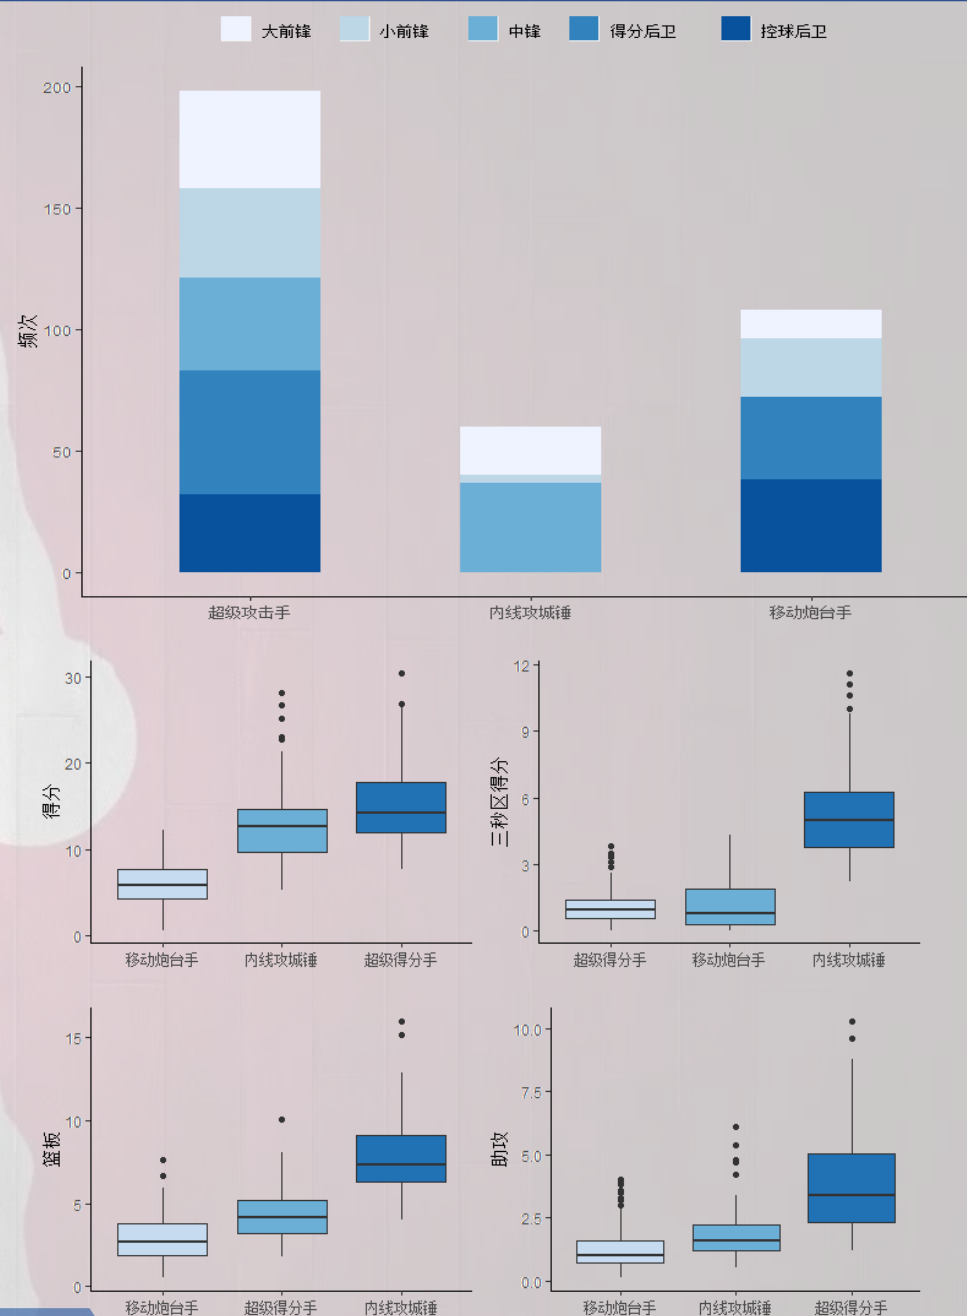 大前锋 小前锋 中锋 得分后卫 控球后卫
频次
200
150
100
50
0
超级攻击手 内线攻城锤 移动炮台手
得分
30
20
10
0
移动炮台手 内线攻城锤 超级得分手
三秒区得分
12
9
6
3
0
超级得分手 移动炮台手 内线攻城锤
篮板
15
10
5
0
移动炮台手 超级得分手 内线攻城锤
助攻
10.0
7.5
5.0
2.5
0.0
移动炮台手 内线攻城锤 超级得分手